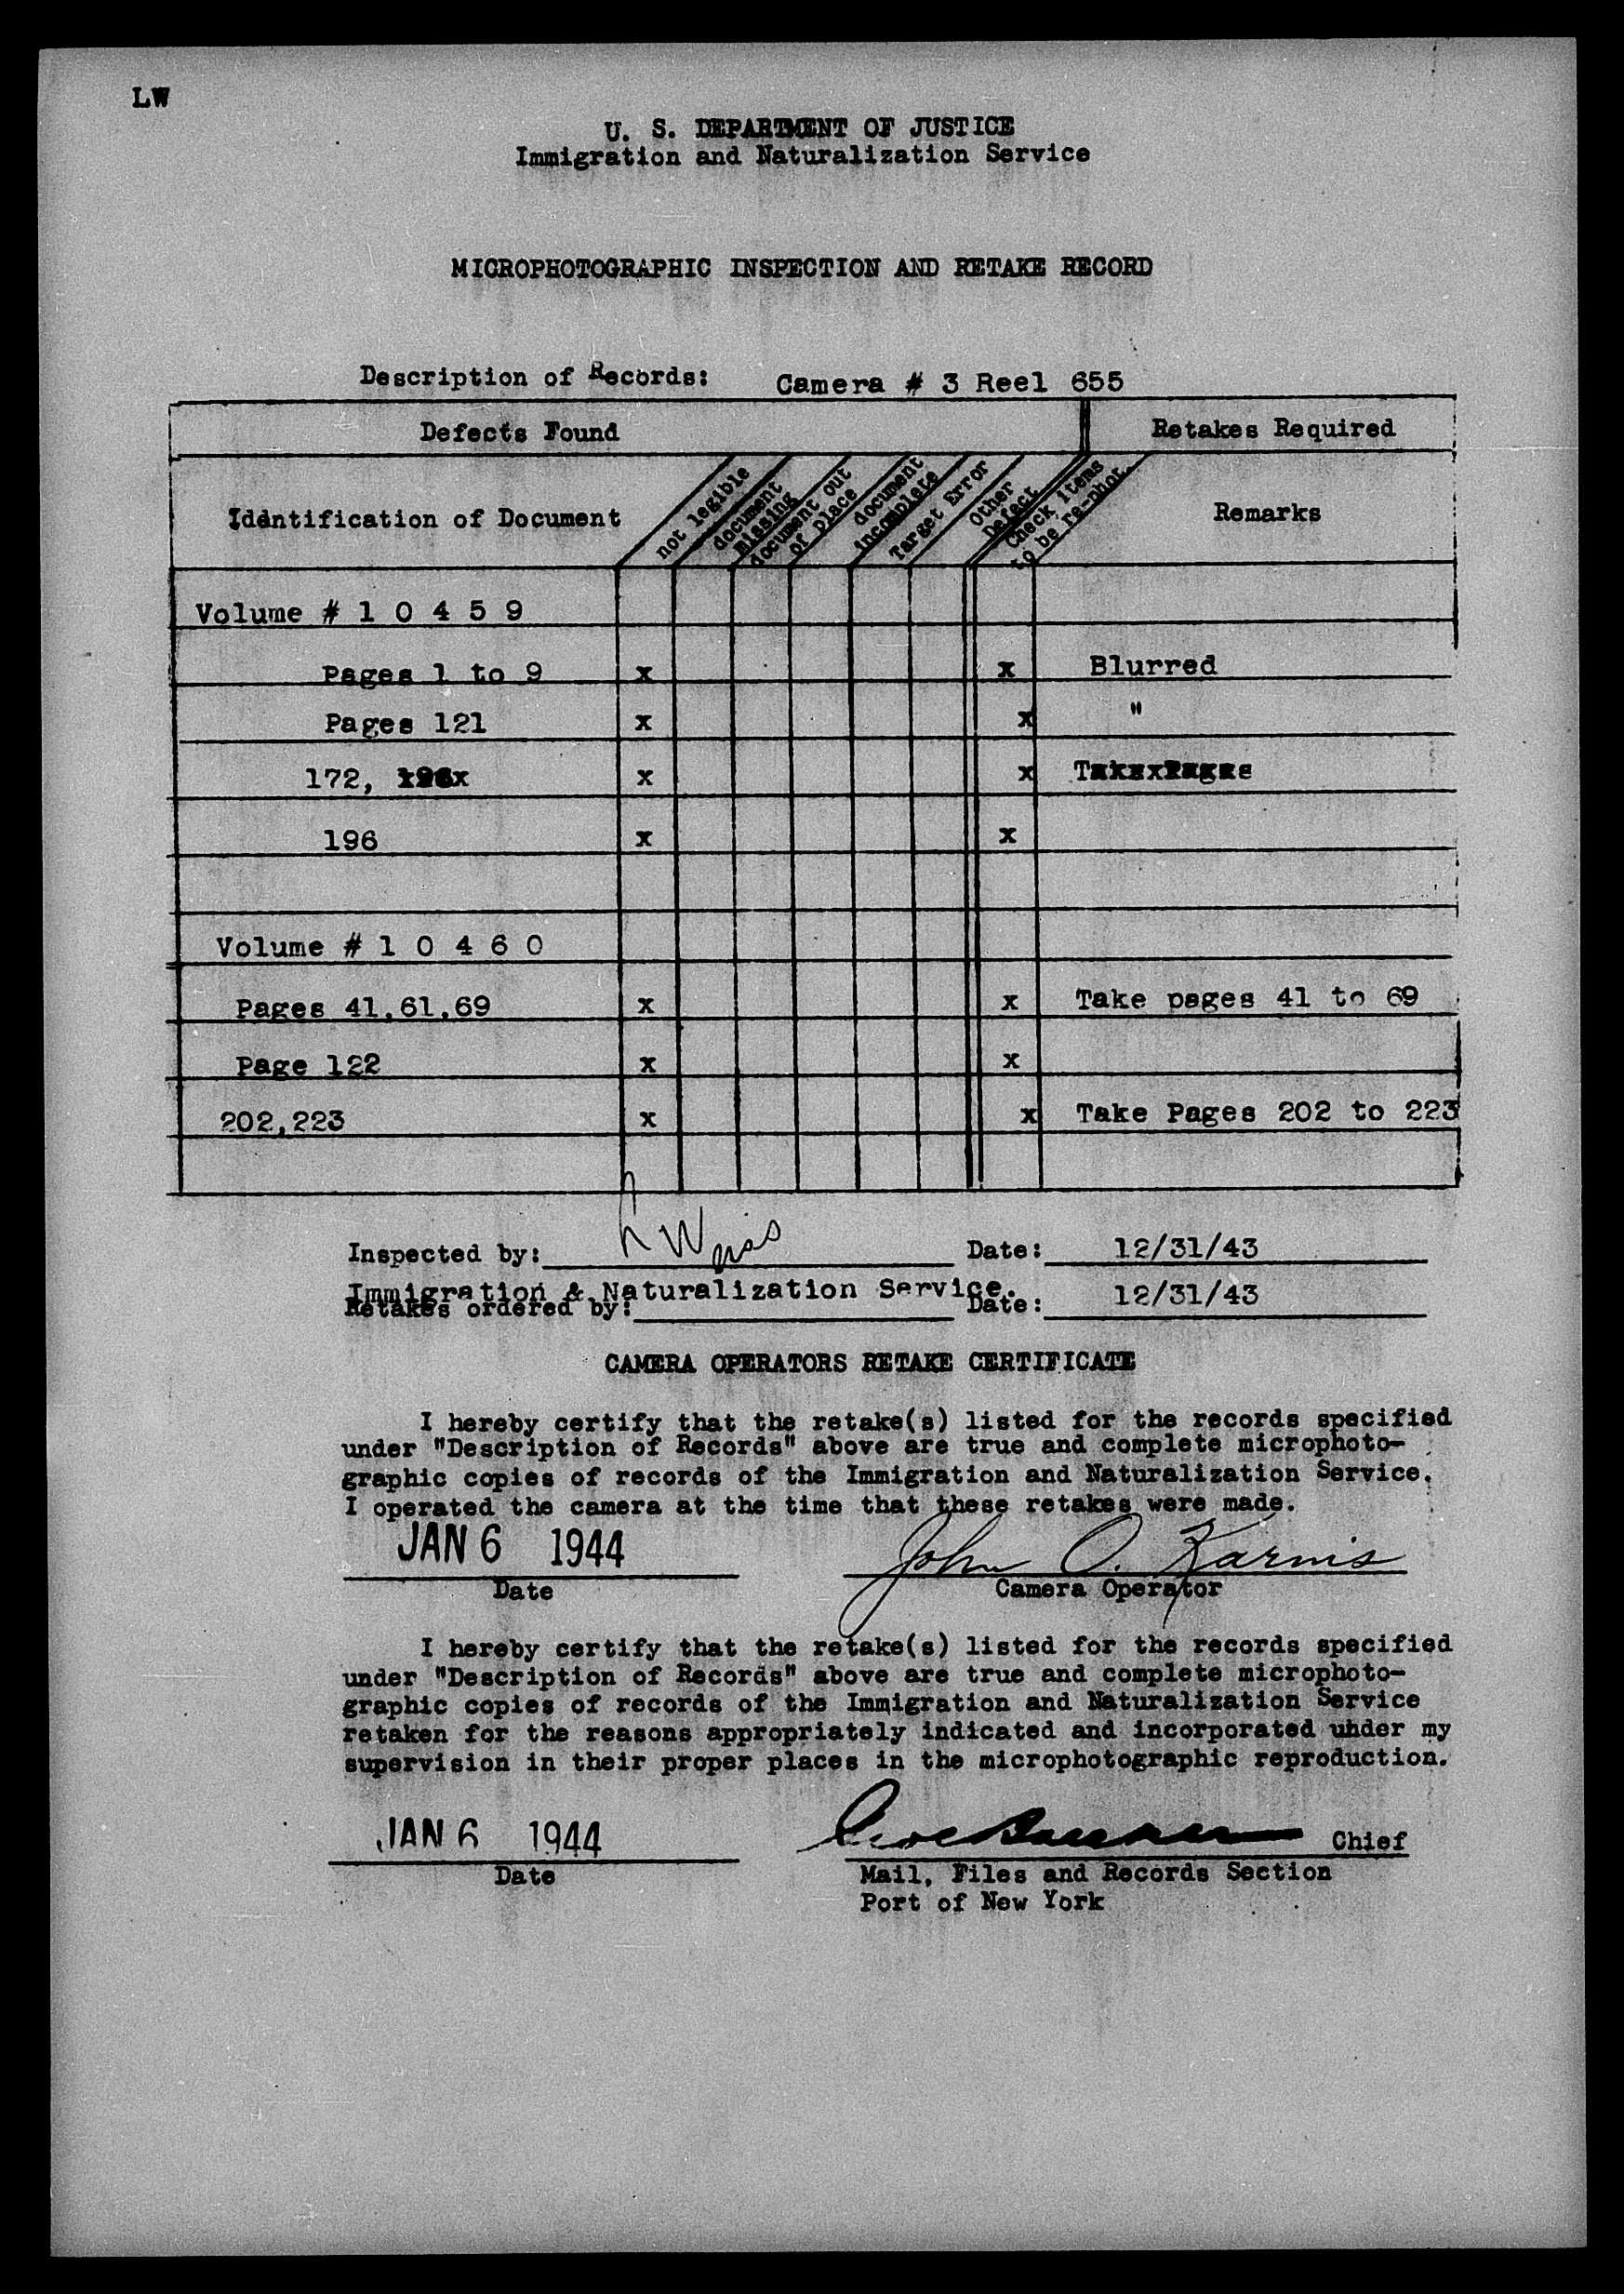 LW
U. S. DEPARTMENT OF JUSTICE
Immigration and Naturalization Service
MICROPHOTOGRAPHIC INSPECTION AND RETAKE RECORD
Description of Records: Camera # 3 Reel 655
Defects Found Retakes Required
Identification of Document not legible document missing document out of place document incomplete Target Error Other Defect Check items to be re-phot. Remarks
Volume # 1 0 4 5 9
Pages 1 to 9 x x Blurred
Pages 121 x x "
172, x x
196 x x
Volume # 1 0 4 6 0
Pages 41,61,69 x x Take pages 41 to 69
Page 122 x x
202,223 x x Take Pages 202 to 223
Inspected by: L Weiss Date: 12/31/43
Immigration & Naturalization Service.
Retakes ordered by: Date: 12/31/43
CAMERA OPERATORS RETAKE CERTIFICATE
I hereby certify that the retake(s) listed for the records specified
under "Description of Records" above are true and complete microphoto-
graphic copies of records of the Immigration and Naturalization Service.
I operated the camera at the time that these retakes were made.
JAN 6 1944 John O. Karnis
Date Camera Operator
I hereby certify that the retake(s) listed for the records specified
under "Description of Records" above are true and complete microphoto-
graphic copies of records of the Immigration and Naturalization Service
retaken for the reasons appropriately indicated and incorporated under my
supervision in their proper places in the microphotographic reproduction.
JAN 6 1944 Chief
Date Mail, Files and Records Section
Port of New York